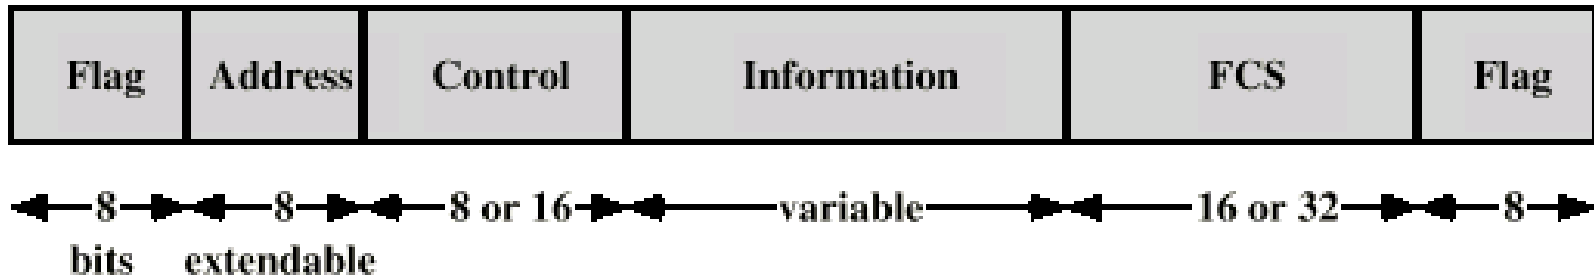 Flag Address Control Information FCS Flag
8 8 8 or 16 variable 16 or 32 8
bits extendable